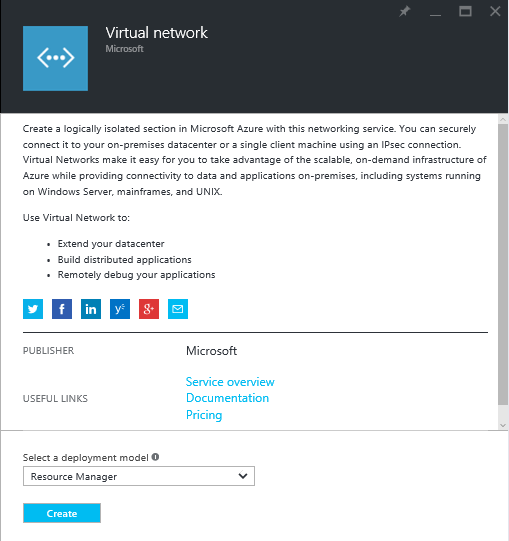 Virtual network
Microsoft
Create a logically isolated section in Microsoft Azure with this networking service. You can securely
connect it to your on-premises datacenter or a single client machine using an IPsec connection.
Virtual Networks make it easy for you to take advantage of the scalable, on-demand infrastructure of
Azure while providing connectivity to data and applications on-premises, including systems running
on Windows Server, mainframes, and UNIX.
Use Virtual Network to:
• Extend your datacenter
• Build distributed applications
• Remotely debug your applications
f in y g+
PUBLISHER Microsoft
Service overview
USEFUL LINKS Documentation
Pricing
Select a deployment model
Resource Manager
Create